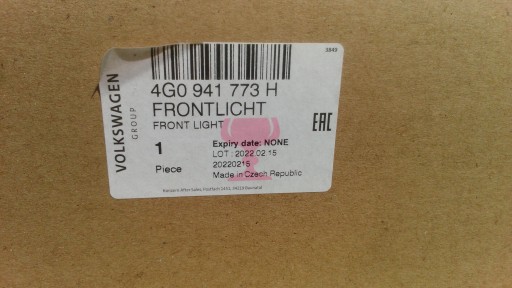 3849
VOLKSWAGEN
GROUP
4G0 941 773 H
FRONTLICHT
FRONT LIGHT
1
Piece
Expiry date: NONE
LOT: 2022.02.15
20220215
Made in Czech Republic
EAC